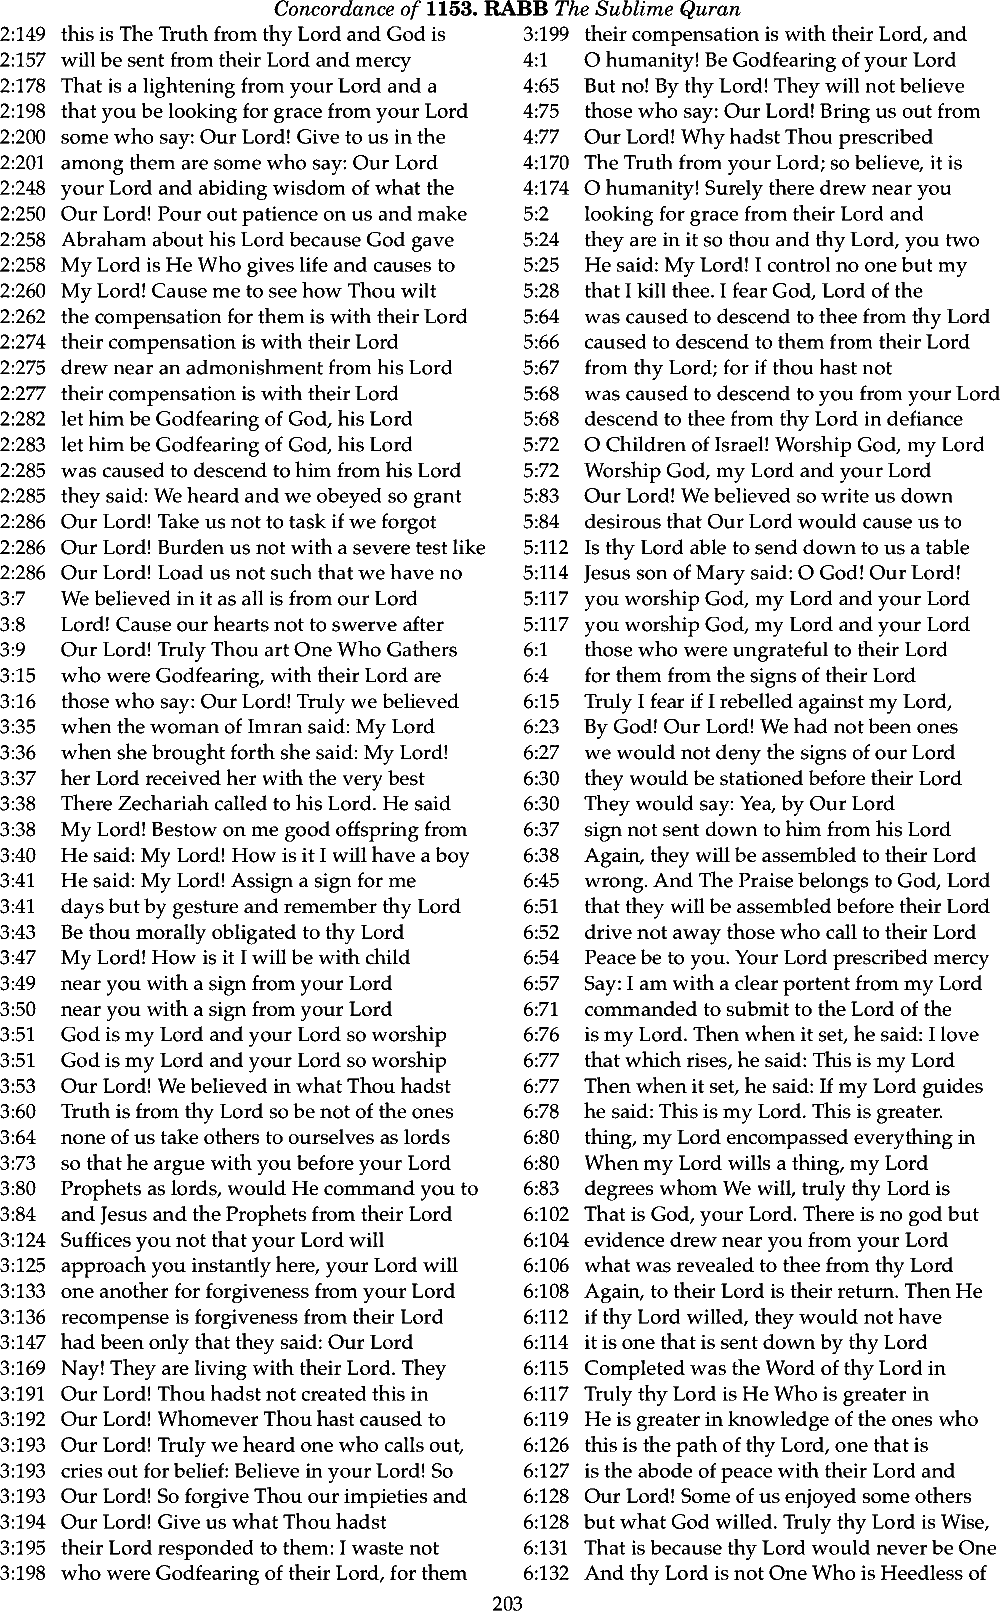 Concordance of 1153. RABB The Sublime Quran
2:149 this is The Truth from thy Lord and God is
2:157 will be sent from their Lord and mercy
2:178 That is a lightening from your Lord and a
2:198 that you be looking for grace from your Lord
2:200 some who say: Our Lord! Give to us in the
2:201 among them are some who say: Our Lord
2:248 your Lord and abiding wisdom of what the
2:250 Our Lord! Pour out patience on us and make
2:258 Abraham about his Lord because God gave
2:258 My Lord is He Who gives life and causes to
2:260 My Lord! Cause me to see how Thou wilt
2:262 the compensation for them is with their Lord
2:274 their compensation is with their Lord
2:275 drew near an admonishment from his Lord
2:277 their compensation is with their Lord
2:282 let him be Godfearing of God, his Lord
2:283 let him be Godfearing of God, his Lord
2:285 was caused to descend to him from his Lord
2:285 they said: We heard and we obeyed so grant
2:286 Our Lord! Take us not to task if we forgot
2:286 Our Lord! Burden us not with a severe test like
2:286 Our Lord! Load us not such that we have no
3:7 We believed in it as all is from our Lord
3:8 Lord! Cause our hearts not to swerve after
3:9 Our Lord! Truly Thou art One Who Gathers
3:15 who were Godfearing, with their Lord are
3:16 those who say: Our Lord! Truly we believed
3:35 when the woman of Imran said: My Lord
3:36 when she brought forth she said: My Lord!
3:37 her Lord received her with the very best
3:38 There Zechariah called to his Lord. He said
3:38 My Lord! Bestow on me good offspring from
3:40 He said: My Lord! How is it I will have a boy
3:41 He said: My Lord! Assign a sign for me
3:41 days but by gesture and remember thy Lord
3:43 Be thou morally obligated to thy Lord
3:47 My Lord! How is it I will be with child
3:49 near you with a sign from your Lord
3:50 near you with a sign from your Lord
3:51 God is my Lord and your Lord so worship
3:51 God is my Lord and your Lord so worship
3:53 Our Lord! We believed in what Thou hadst
3:60 Truth is from thy Lord so be not of the ones
3:64 none of us take others to ourselves as lords
3:73 so that he argue with you before your Lord
3:80 Prophets as lords, would He command you to
3:84 and Jesus and the Prophets from their Lord
3:124 Suffices you not that your Lord will
3:125 approach you instantly here, your Lord will
3:133 one another for forgiveness from your Lord
3:136 recompense is forgiveness from their Lord
3:147 had been only that they said: Our Lord
3:169 Nay! They are living with their Lord. They
3:191 Our Lord! Thou hadst not created this in
3:192 Our Lord! Whomever Thou hast caused to
3:193 Our Lord! Truly we heard one who calls out,
3:193 cries out for belief: Believe in your Lord! So
3:193 Our Lord! So forgive Thou our impieties and
3:194 Our Lord! Give us what Thou hadst
3:195 their Lord responded to them: I waste not
3:198 who were Godfearing of their Lord, for them
3:199 their compensation is with their Lord, and
4:1 O humanity! Be Godfearing of your Lord
4:65 But no! By thy Lord! They will not believe
4:75 those who say: Our Lord! Bring us out from
4:77 Our Lord! Why hadst Thou prescribed
4:170 The Truth from your Lord; so believe, it is
4:174 O humanity! Surely there drew near you
5:2 looking for grace from their Lord and
5:24 they are in it so thou and thy Lord, you two
5:25 He said: My Lord! I control no one but my
5:28 that I kill thee. I fear God, Lord of the
5:64 was caused to descend to thee from thy Lord
5:66 caused to descend to them from their Lord
5:67 from thy Lord; for if thou hast not
5:68 was caused to descend to you from your Lord
5:68 descend to thee from thy Lord in defiance
5:72 O Children of Israel! Worship God, my Lord
5:72 Worship God, my Lord and your Lord
5:83 Our Lord! We believed so write us down
5:84 desirous that Our Lord would cause us to
5:112 Is thy Lord able to send down to us a table
5:114 Jesus son of Mary said: O God! Our Lord!
5:117 you worship God, my Lord and your Lord
5:117 you worship God, my Lord and your Lord
6:1 those who were ungrateful to their Lord
6:4 for them from the signs of their Lord
6:15 Truly I fear if I rebelled against my Lord,
6:23 By God! Our Lord! We had not been ones
6:27 we would not deny the signs of our Lord
6:30 they would be stationed before their Lord
6:30 They would say: Yea, by Our Lord
6:37 sign not sent down to him from his Lord
6:38 Again, they will be assembled to their Lord
6:45 wrong. And The Praise belongs to God, Lord
6:51 that they will be assembled before their Lord
6:52 drive not away those who call to their Lord
6:54 Peace be to you. Your Lord prescribed mercy
6:57 Say: I am with a clear portent from my Lord
6:71 commanded to submit to the Lord of the
6:76 is my Lord. Then when it set, he said: I love
6:77 that which rises, he said: This is my Lord
6:77 Then when it set, he said: If my Lord guides
6:78 he said: This is my Lord. This is greater.
6:80 thing, my Lord encompassed everything in
6:80 When my Lord wills a thing, my Lord
6:83 degrees whom We will, truly thy Lord is
6:102 That is God, your Lord. There is no god but
6:104 evidence drew near you from your Lord
6:106 what was revealed to thee from thy Lord
6:108 Again, to their Lord is their return. Then He
6:112 if thy Lord willed, they would not have
6:114 it is one that is sent down by thy Lord
6:115 Completed was the Word of thy Lord in
6:117 Truly thy Lord is He Who is greater in
6:119 He is greater in knowledge of the ones who
6:126 this is the path of thy Lord, one that is
6:127 is the abode of peace with their Lord and
6:128 Our Lord! Some of us enjoyed some others
6:128 but what God willed. Truly thy Lord is Wise,
6:131 That is because thy Lord would never be One
6:132 And thy Lord is not One Who is Heedless of
203